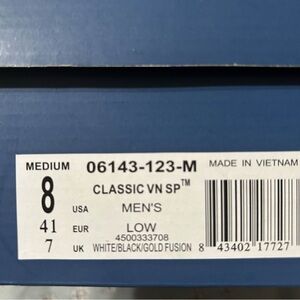 MEDIUM 06143-123-M MADE IN VIETNAM
8 USA CLASSIC VN SP™
MEN'S
41 EUR LOW
4500333708
7 UK WHITE/BLACK/GOLD FUSION 8 43402 17727